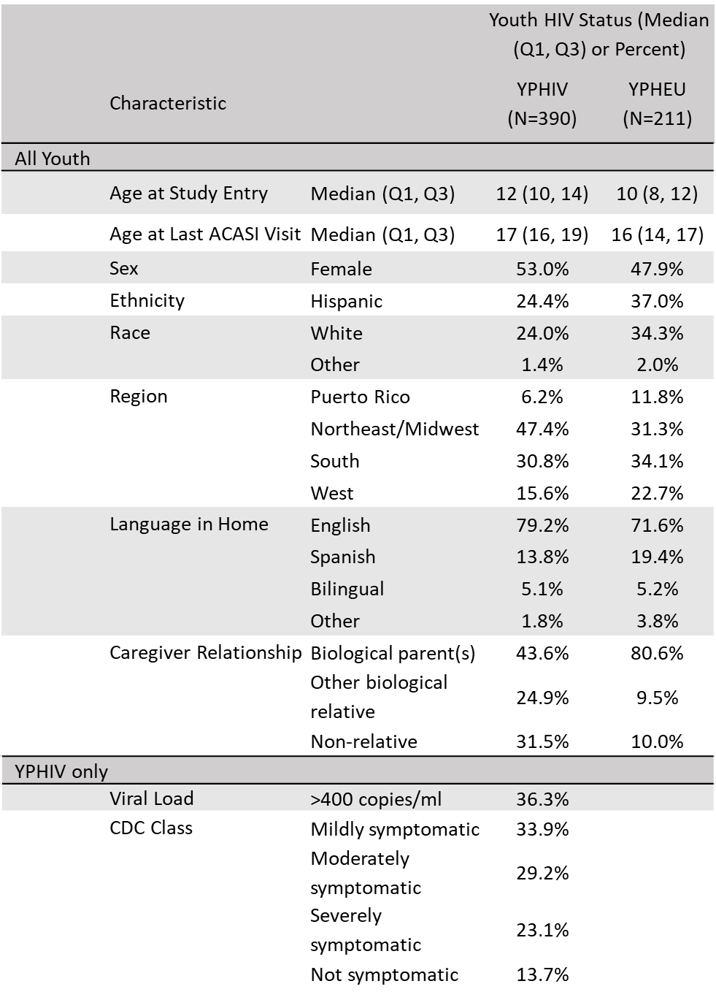 Youth HIV Status (Median
(Q1, Q3) or Percent)
Characteristic
YPHIV
(N=390)
YPHEU
(N=211)
All Youth
Age at Study Entry Median (Q1, Q3) 12 (10, 14) 10 (8, 12)
Age at Last ACASI Visit Median (Q1, Q3) 17 (16, 19) 16 (14, 17)
Sex Female 53.0% 47.9%
Ethnicity Hispanic 24.4% 37.0%
Race White 24.0% 34.3%
Other 1.4% 2.0%
Region Puerto Rico 6.2% 11.8%
Northeast/Midwest 47.4% 31.3%
South 30.8% 34.1%
West 15.6% 22.7%
Language in Home English 79.2% 71.6%
Spanish 13.8% 19.4%
Bilingual 5.1% 5.2%
Other 1.8% 3.8%
Caregiver Relationship Biological parent(s) 43.6% 80.6%
Other biological
relative 24.9% 9.5%
Non-relative 31.5% 10.0%
YPHIV only
Viral Load >400 copies/ml 36.3%
CDC Class Mildly symptomatic 33.9%
Moderately
symptomatic 29.2%
Severely
symptomatic 23.1%
Not symptomatic 13.7%